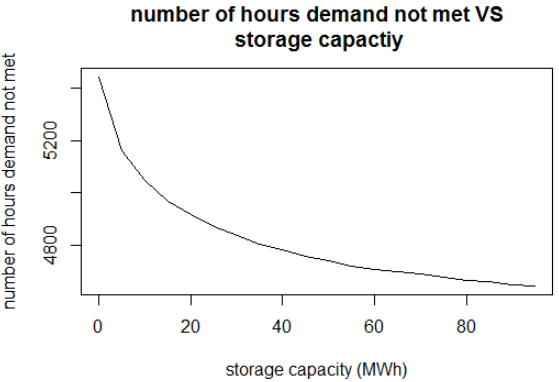 number of hours demand not met VS
storage capactiy
number of hours demand not met
5200
4800
0 20 40 60 80
storage capacity (MWh)